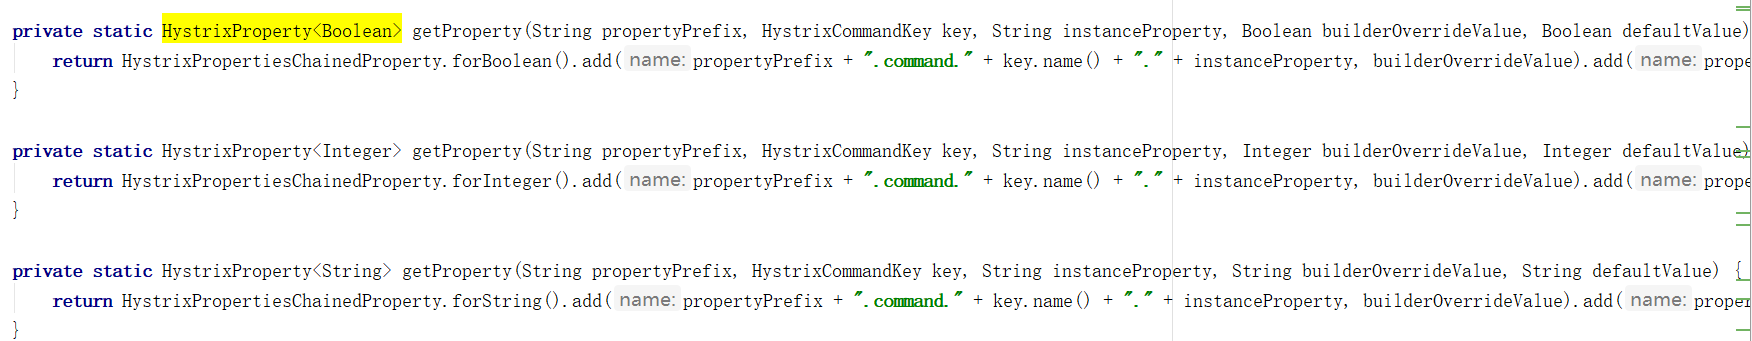 private static HystrixProperty<Boolean> getProperty(String propertyPrefix, HystrixCommandKey key, String instanceProperty, Boolean builderOverrideValue, Boolean defaultValue)
return HystrixPropertiesChainedProperty.forBoolean().add( name: propertyPrefix + ".command." + key.name() + "." + instanceProperty, builderOverrideValue).add( name: prope
}
private static HystrixProperty<Integer> getProperty(String propertyPrefix, HystrixCommandKey key, String instanceProperty, Integer builderOverrideValue, Integer defaultValue)
return HystrixPropertiesChainedProperty.forInteger().add( name: propertyPrefix + ".command." + key.name() + "." + instanceProperty, builderOverrideValue).add( name: prope
}
private static HystrixProperty<String> getProperty(String propertyPrefix, HystrixCommandKey key, String instanceProperty, String builderOverrideValue, String defaultValue) {
return HystrixPropertiesChainedProperty.forString().add( name: propertyPrefix + ".command." + key.name() + "." + instanceProperty, builderOverrideValue).add( name: proper
}